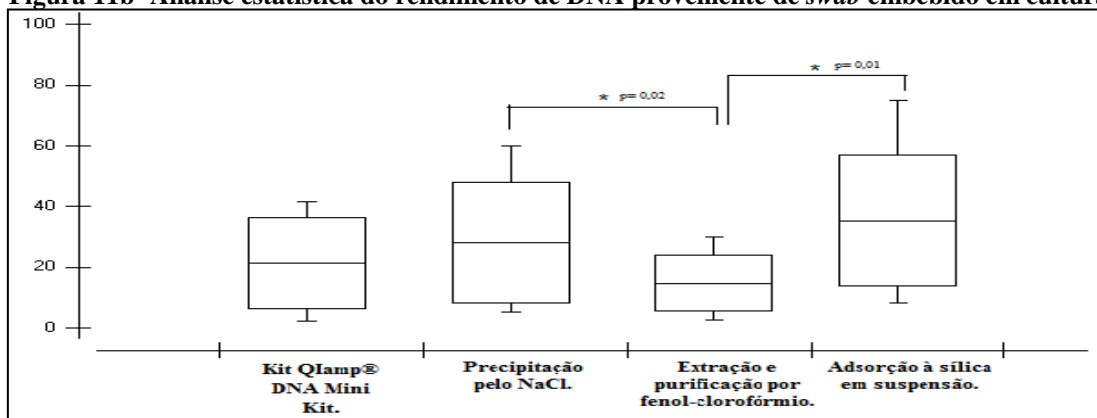 Figura 11b- Análise estatística do rendimento de DNA proveniente de swab embebido em cultura
100
80
60
40
20
0
* p= 0,02
* p= 0,01
Kit QIamp®
DNA Mini
Kit.
Precipitação
pelo NaCl.
Extração e
purificação por
fenol-clorofórmio.
Adsorção à sílica
em suspensão.